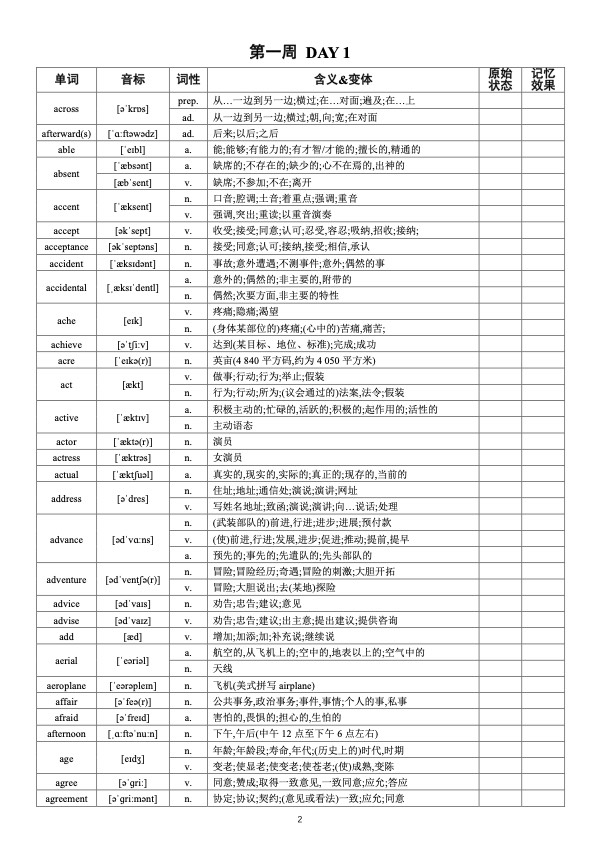 第一周 DAY 1
单词 音标 词性 含义&变体 原始状态 记忆效果
across [əˈkrɒs] prep. 从…一边到另一边;横过;在…对面;遍及;在…上
ad. 从一边到另一边;横过;朝,向;宽;在对面
afterward(s) [ˈɑːftəwədz] ad. 后来;以后;之后
able [ˈeɪbl] a. 能;能够;有能力的;有才智/才能的;擅长的,精通的
absent [ˈæbsənt] a. 缺席的;不存在的;缺少的;心不在焉的,出神的
[æbˈsent] v. 缺席;不参加;不在;离开
accent [ˈæksent] n. 口音;腔调;土音;着重点;强调;重音
v. 强调,突出;重读;以重音演奏
accept [əkˈsept] v. 收受;接受;同意;认可;忍受,容忍;吸纳,招收;接纳;
acceptance [əkˈseptəns] n. 接受;同意;认可;接纳,接受;相信,承认
accident [ˈæksɪdənt] n. 事故;意外遭遇;不测事件;意外;偶然的事
accidental [ˌæksɪˈdentl] a. 意外的;偶然的;非主要的,附带的
n. 偶然;次要方面,非主要的特性
ache [eɪk] v. 疼痛;隐痛;渴望
n. (身体某部位的)疼痛;(心中的)苦痛,痛苦;
achieve [əˈtʃiːv] v. 达到(某目标、地位、标准);完成;成功
acre [ˈeɪkə(r)] n. 英亩(4 840 平方码,约为 4 050 平方米)
act [ækt] v. 做事;行动;行为;举止;假装
n. 行为;行动;所为;(议会通过的)法案,法令;假装
active [ˈæktɪv] a. 积极主动的;忙碌的,活跃的;积极的;起作用的;活性的
n. 主动语态
actor [ˈæktə(r)] n. 演员
actress [ˈæktrəs] n. 女演员
actual [ˈæktʃuəl] a. 真实的,现实的,实际的;真正的;现存的,当前的
address [əˈdres] n. 住址;地址;通信处;演说;演讲;网址
v. 写姓名地址;致函;演说;演讲;向…说话;处理
advance [ədˈvɑːns] n. (武装部队的)前进,行进;进步;进展;预付款
v. (使)前进,行进;发展,进步;促进;推动;提前,提早
a. 预先的;事先的;先遣队的;先头部队的
adventure [ədˈventʃə(r)] n. 冒险;冒险经历;奇遇;冒险的刺激;大胆开拓
v. 冒险;大胆说出;去(某地)探险
advice [ədˈvaɪs] n. 劝告;忠告;建议;意见
advise [ədˈvaɪz] v. 劝告;忠告;建议;出主意;提出建议;提供咨询
add [æd] v. 增加;加添;加;补充说;继续说
aerial [ˈeəriəl] a. 航空的,从飞机上的;空中的,地表以上的;空气中的
n. 天线
aeroplane [ˈeərəpleɪn] n. 飞机(美式拼写 airplane)
affair [əˈfeə(r)] n. 公共事务,政治事务;事件,事情;个人的事,私事
afraid [əˈfreɪd] a. 害怕的,畏惧的;担心的,生怕的
afternoon [ˌɑːftəˈnuːn] n. 下午,午后(中午 12 点至下午 6 点左右)
age [eɪdʒ] n. 年龄;年龄段;寿命,年代;(历史上的)时代,时期
v. 变老;使显老;使变老;使苍老;(使)成熟,变陈
agree [əˈɡriː] v. 同意;赞成;取得一致意见,一致同意;应允;答应
agreement [əˈɡriːmənt] n. 协定;协议;契约;(意见或看法)一致;应允;同意
2